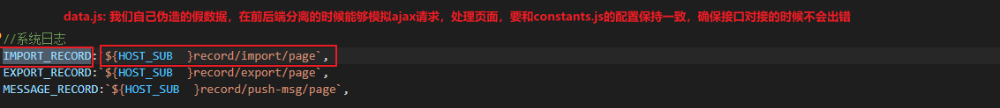 data.js: 我们自己伪造的假数据，在前后端分离的时候能够模拟ajax请求，处理页面，要和constants.js的配置保持一致，确保接口对接的时候不会出错
//系统日志
IMPORT_RECORD:`${HOST_SUB  }record/import/page`,
EXPORT_RECORD:`${HOST_SUB  }record/export/page`,
MESSAGE_RECORD:`${HOST_SUB  }record/push-msg/page`,